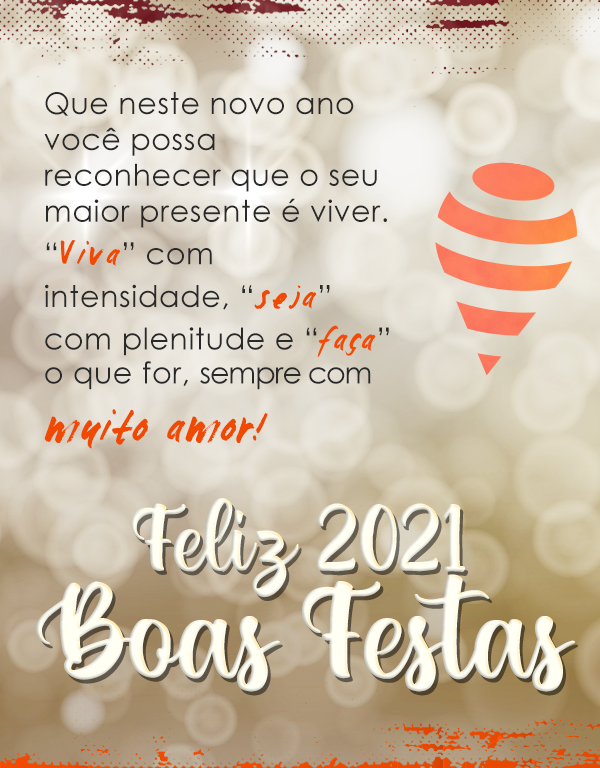 Que neste novo ano
você possa
reconhecer que o seu
maior presente é viver.
“Viva” com
intensidade, “seja”
com plenitude e “faça”
o que for, sempre com
muito amor!
Feliz 2021
Boas Festas